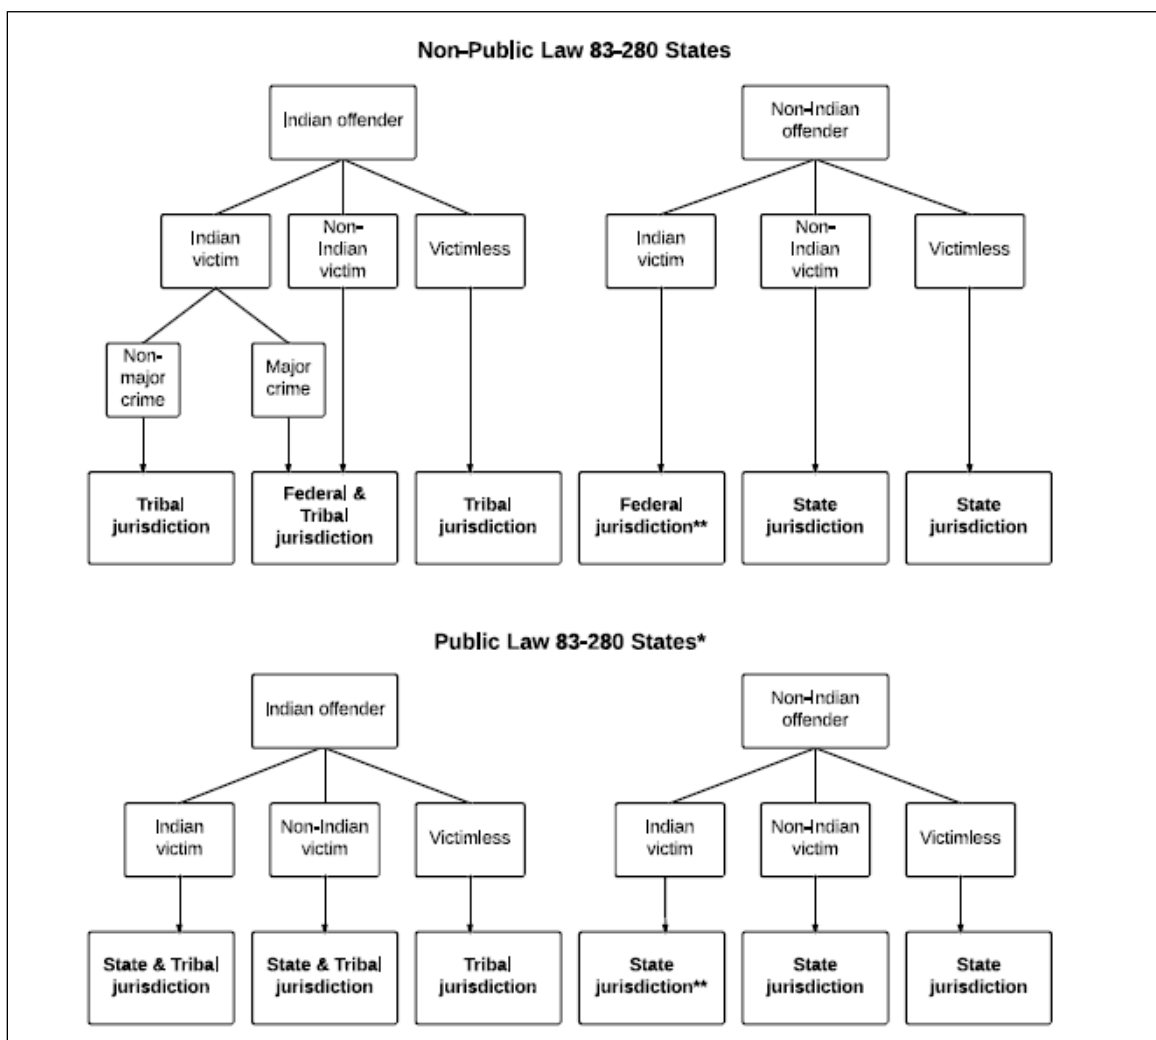 Non-Public Law 83-280 States
Indian offender
Non-Indian
offender
Indian
victim
Non-
Indian
victim
Victimless
Indian
victim
Non-
Indian
victim
Victimless
Non-
major
crime
Major
crime
Tribal
jurisdiction
Federal &
Tribal
jurisdiction
Tribal
jurisdiction
Federal
jurisdiction**
State
jurisdiction
State
jurisdiction
Public Law 83-280 States*
Indian offender
Non-Indian
offender
Indian
victim
Non-Indian
victim
Victimless
Indian
victim
Non-Indian
victim
Victimless
State & Tribal
jurisdiction
State & Tribal
jurisdiction
Tribal
jurisdiction
State
jurisdiction**
State
jurisdiction
State
jurisdiction